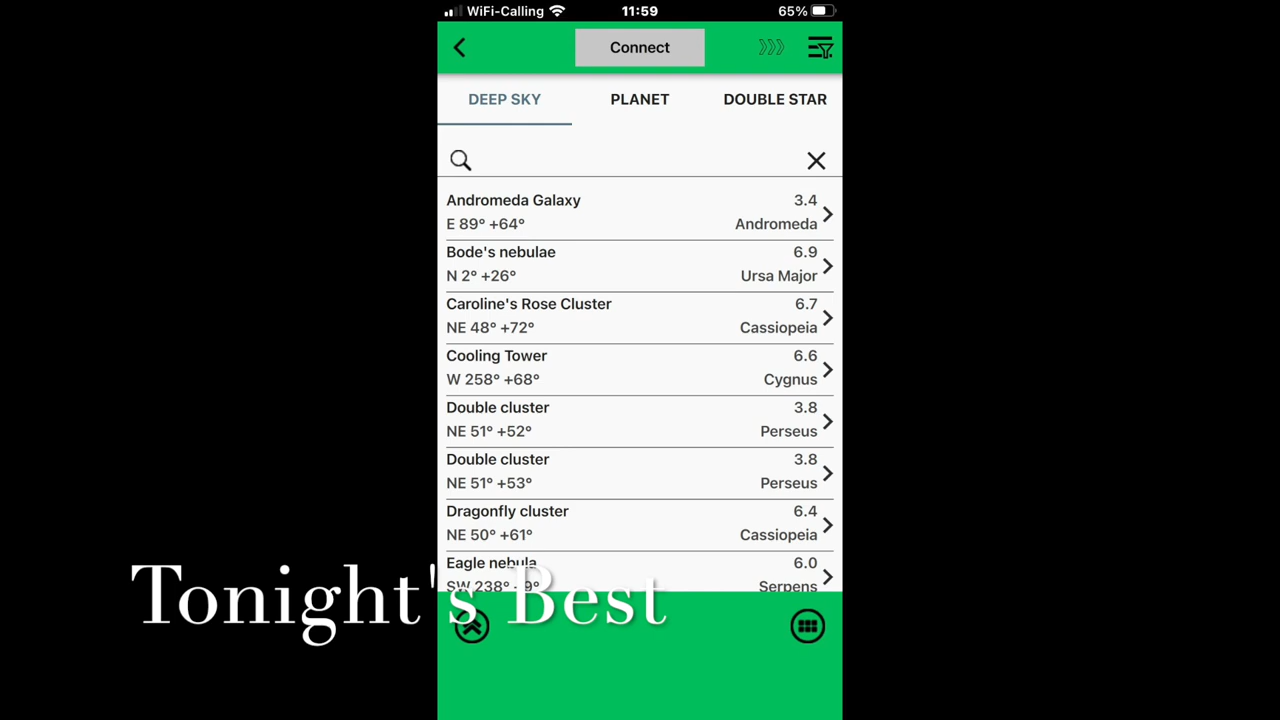 WiFi-Calling 11:59 65%
Connect
DEEP SKY PLANET DOUBLE STAR
Andromeda Galaxy 3.4
E 89° +64° Andromeda
Bode's nebulae 6.9
N 2° +26° Ursa Major
Caroline's Rose Cluster 6.7
NE 48° +72° Cassiopeia
Cooling Tower 6.6
W 258° +68° Cygnus
Double cluster 3.8
NE 51° +52° Perseus
Double cluster 3.8
NE 51° +53° Perseus
Dragonfly cluster 6.4
NE 50° +61° Cassiopeia
Eagle nebula 6.0
SW 238° Serpens
Tonight's Best